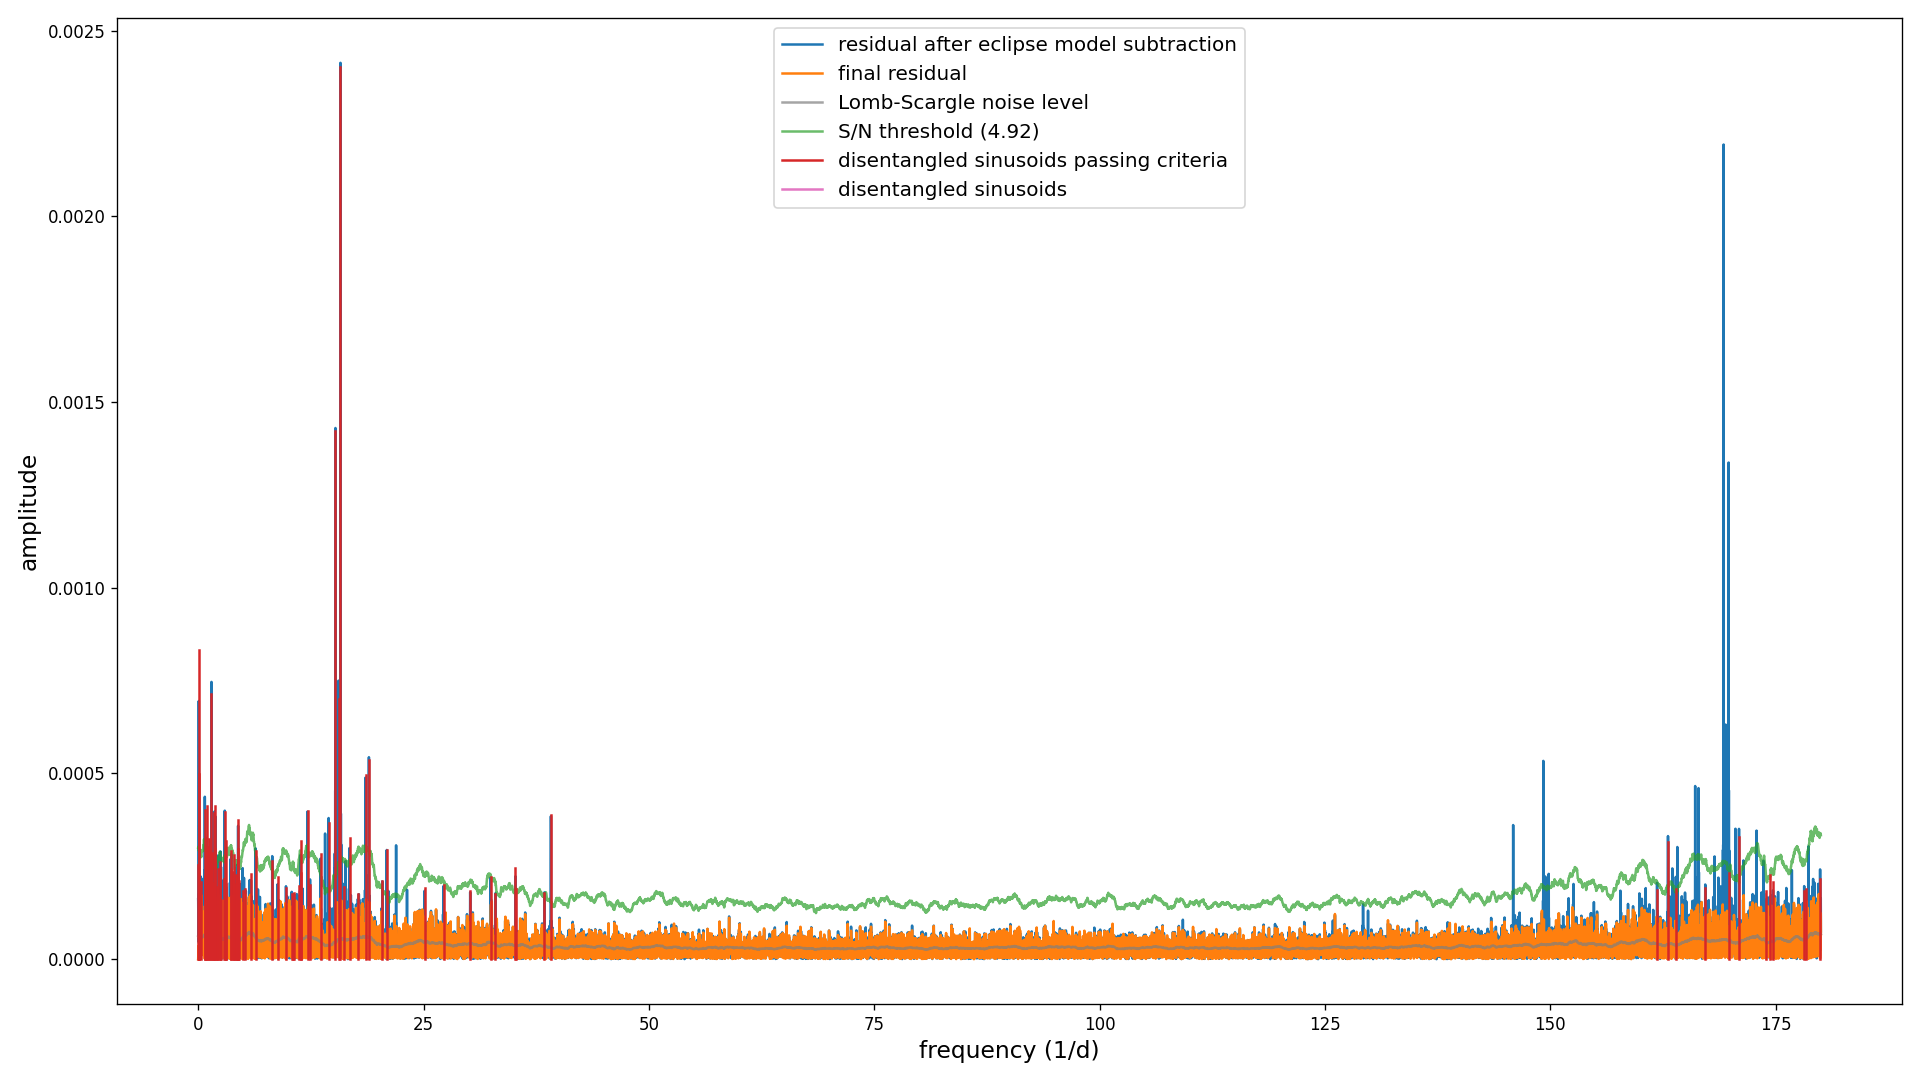 residual after eclipse model subtraction
final residual
Lomb-Scargle noise level
S/N threshold (4.92)
disentangled sinusoids passing criteria
disentangled sinusoids
0.0025
0.0020
0.0015
0.0010
0.0005
0.0000
amplitude
0 25 50 75 100 125 150 175
frequency (1/d)